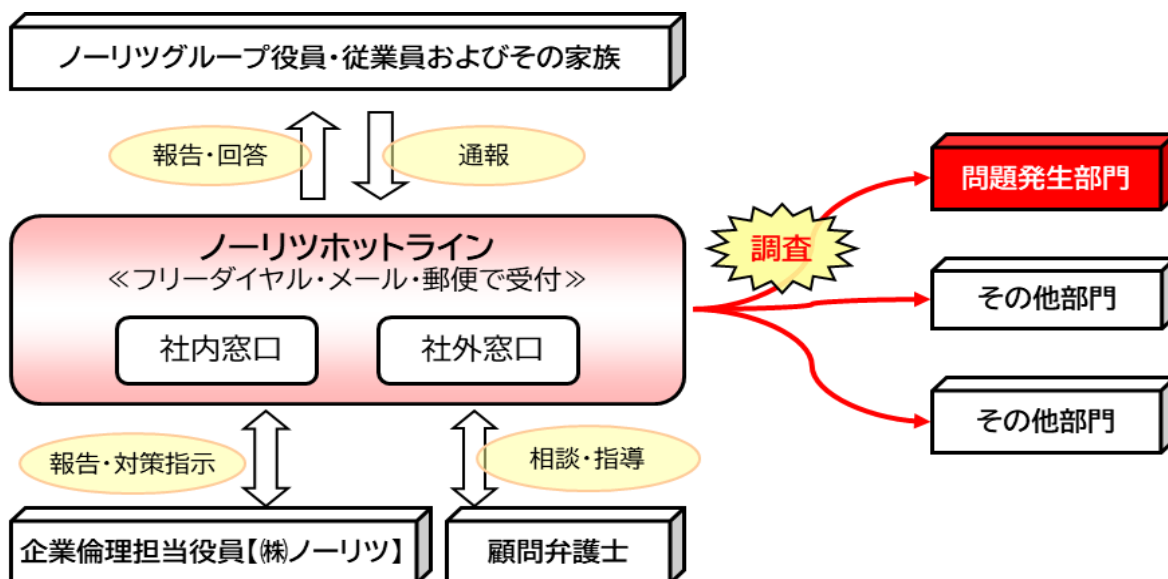 ノーリツグループ役員・従業員およびその家族
報告・回答
通報
ノーリツホットライン
≪フリーダイヤル・メール・郵便で受付≫
社内窓口
社外窓口
調査
問題発生部門
その他部門
その他部門
報告・対策指示
相談・指導
企業倫理担当役員【㈱ノーリツ】
顧問弁護士